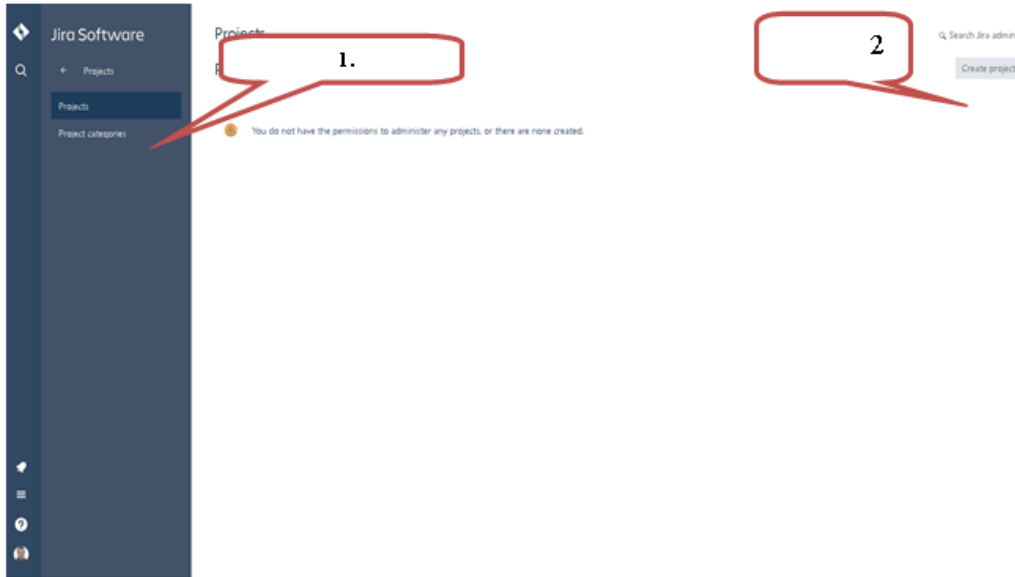 Jira Software
Projects
Projects
Project categories
Projects
1.
2
Search Jira admin
Create project
You do not have the permissions to administer any projects, or there are none created.